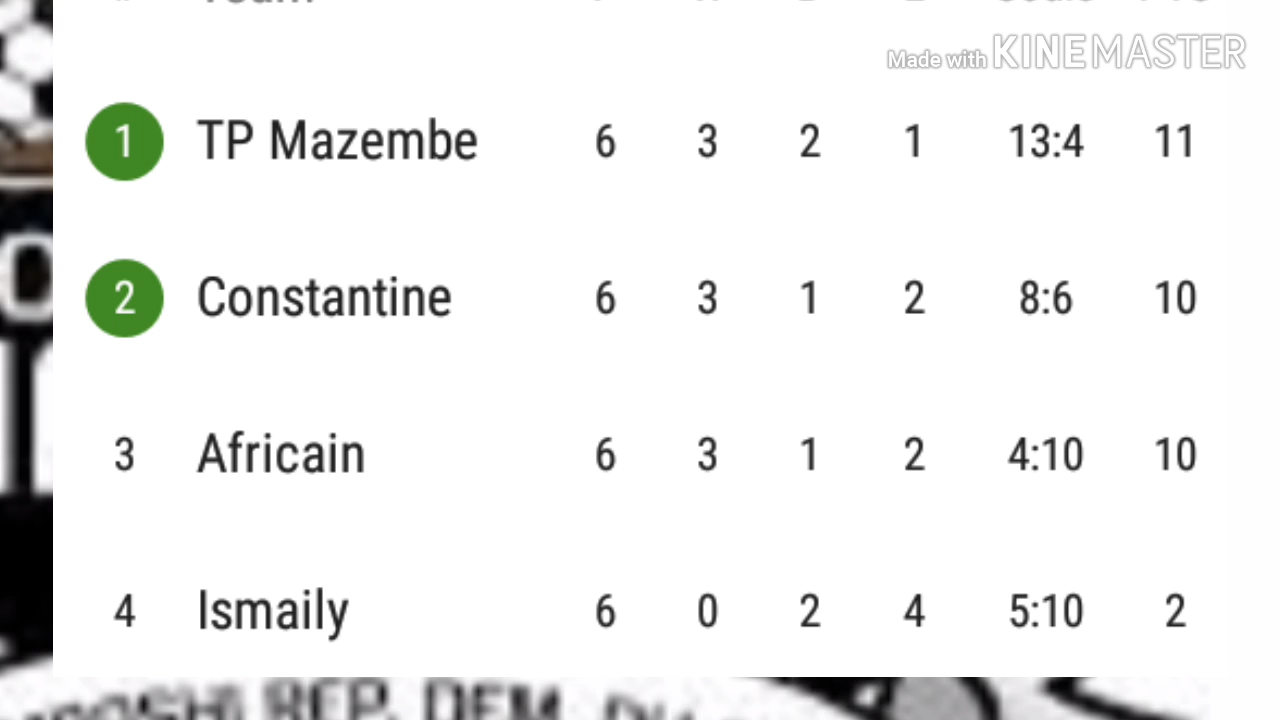 Made with KINEMASTER
1 TP Mazembe 6 3 2 1 13:4 11
2 Constantine 6 3 1 2 8:6 10
3 Africain 6 3 1 2 4:10 10
4 Ismaily 6 0 2 4 5:10 2
REP. DEM.